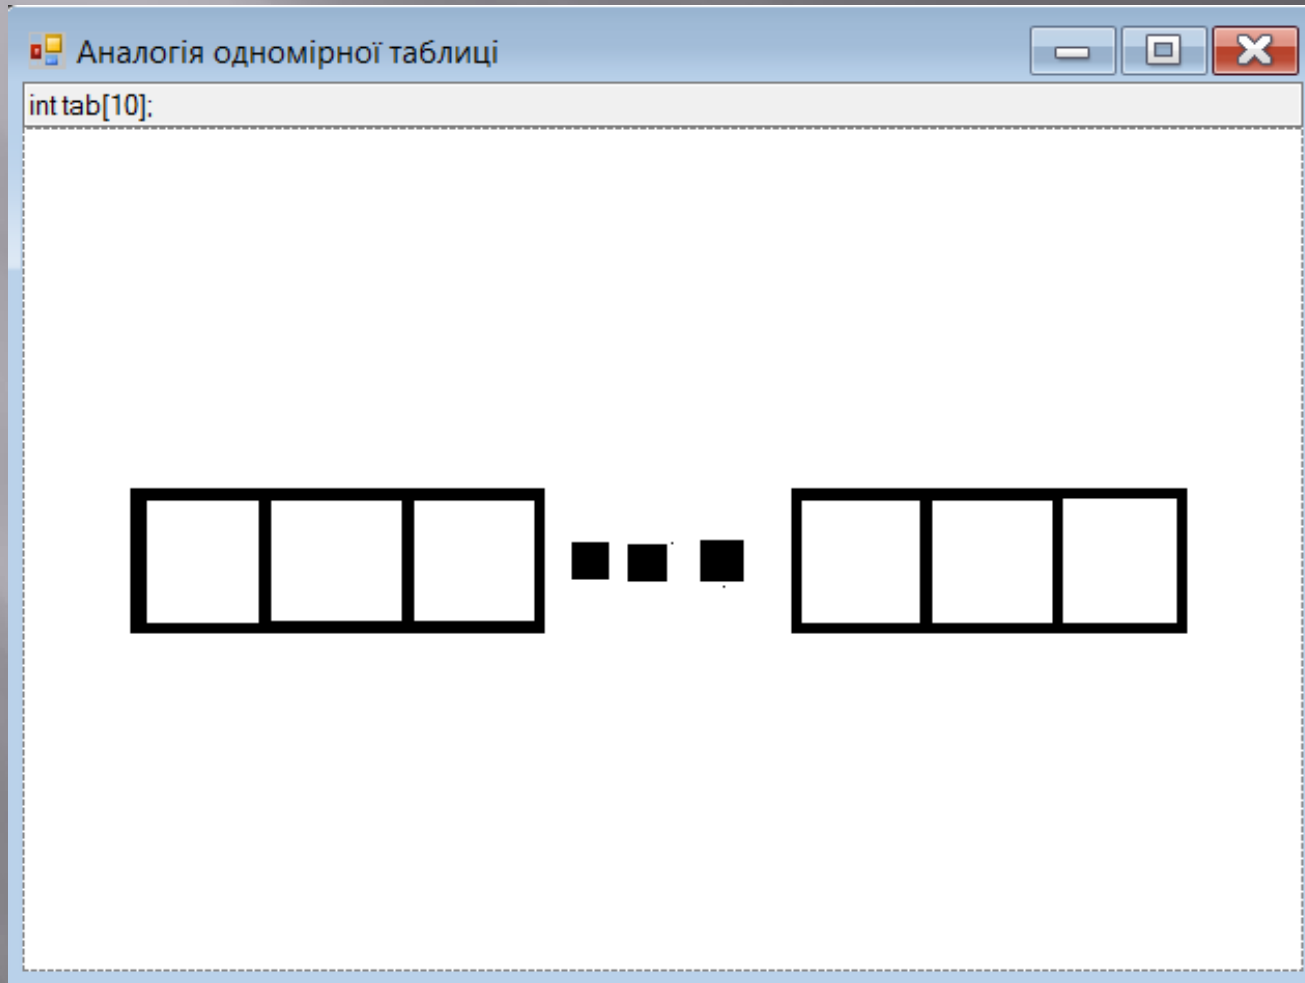 Аналогія одномірної таблиці
int tab[10];